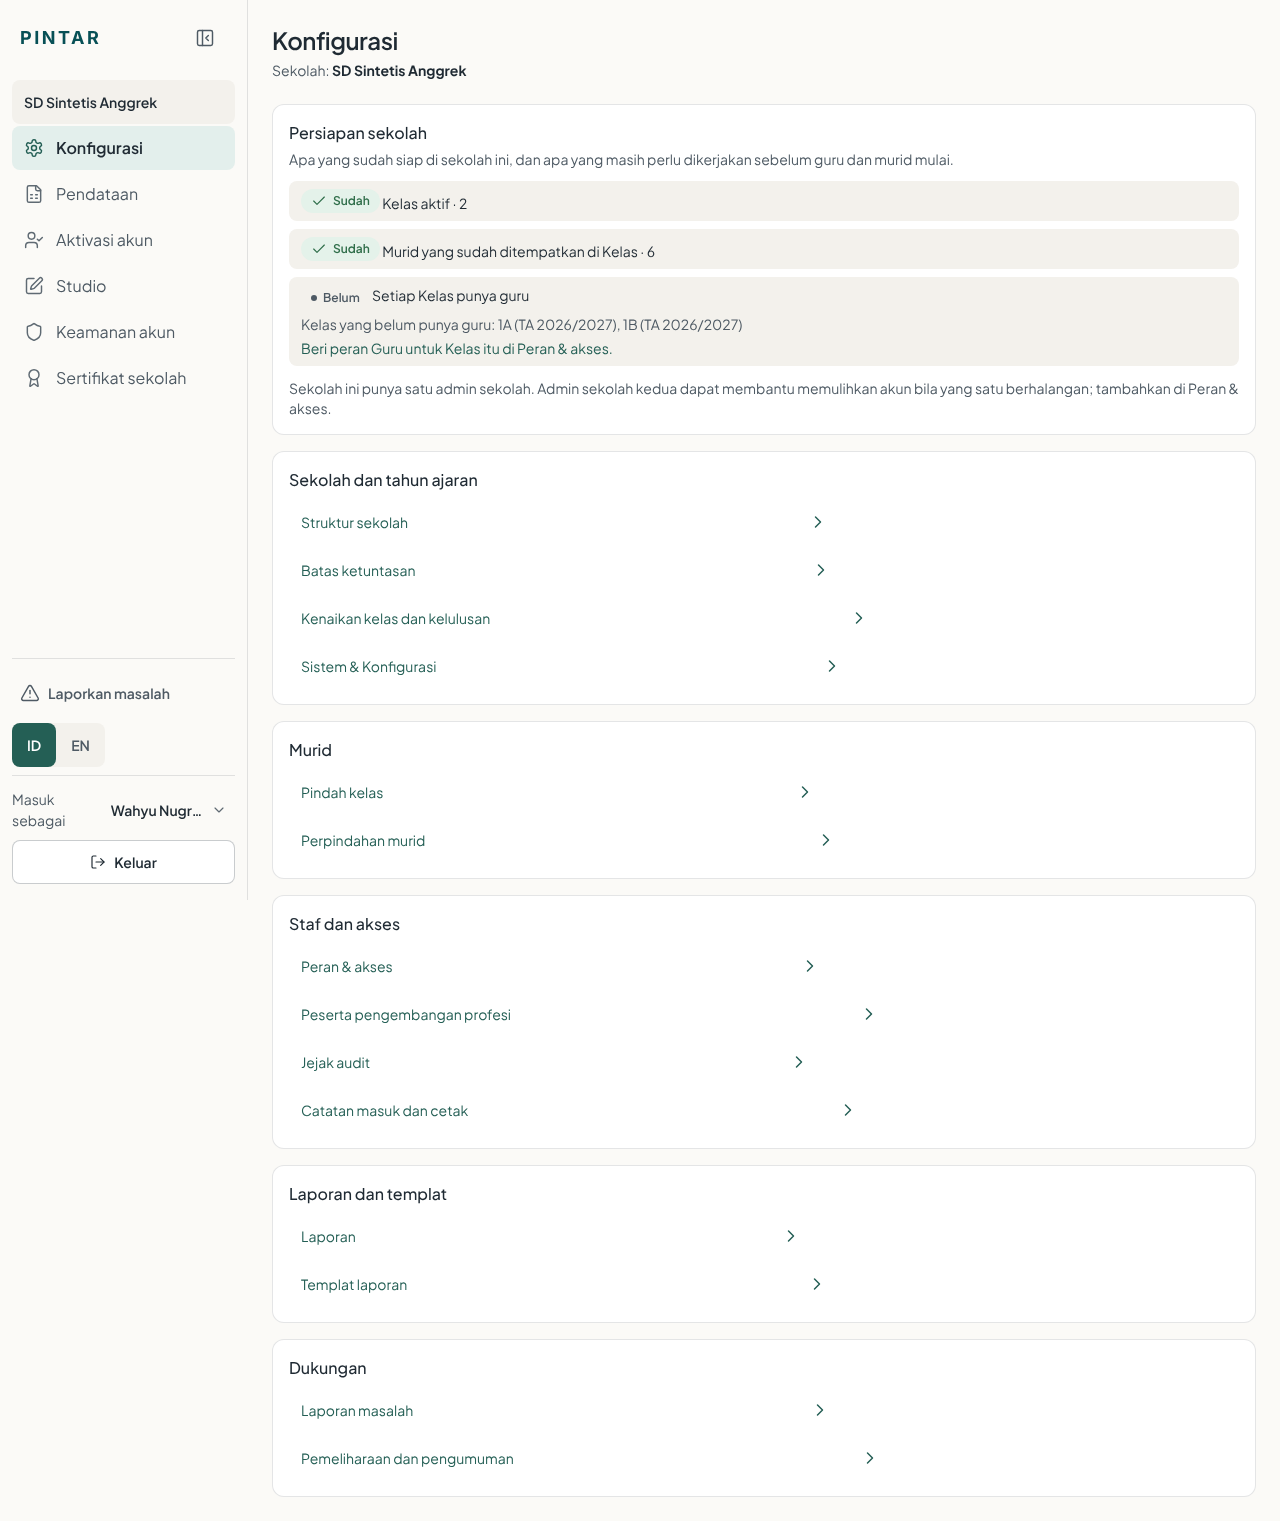 PINTAR
SD Sintetis Anggrek
Konfigurasi
Pendataan
Aktivasi akun
Studio
Keamanan akun
Sertifikat sekolah
Laporkan masalah
ID EN
Masuk sebagai
Wahyu Nugr...
Keluar
Konfigurasi
Sekolah: SD Sintetis Anggrek
Persiapan sekolah
Apa yang sudah siap di sekolah ini, dan apa yang masih perlu dikerjakan sebelum guru dan murid mulai.
Sudah Kelas aktif · 2
Sudah Murid yang sudah ditempatkan di Kelas · 6
Belum Setiap Kelas punya guru
Kelas yang belum punya guru: 1A (TA 2026/2027), 1B (TA 2026/2027)
Beri peran Guru untuk Kelas itu di Peran & akses.
Sekolah ini punya satu admin sekolah. Admin sekolah kedua dapat membantu memulihkan akun bila yang satu berhalangan; tambahkan di Peran &
akses.
Sekolah dan tahun ajaran
Struktur sekolah
Batas ketuntasan
Kenaikan kelas dan kelulusan
Sistem & Konfigurasi
Murid
Pindah kelas
Perpindahan murid
Staf dan akses
Peran & akses
Peserta pengembangan profesi
Jejak audit
Catatan masuk dan cetak
Laporan dan templat
Laporan
Templat laporan
Dukungan
Laporan masalah
Pemeliharaan dan pengumuman